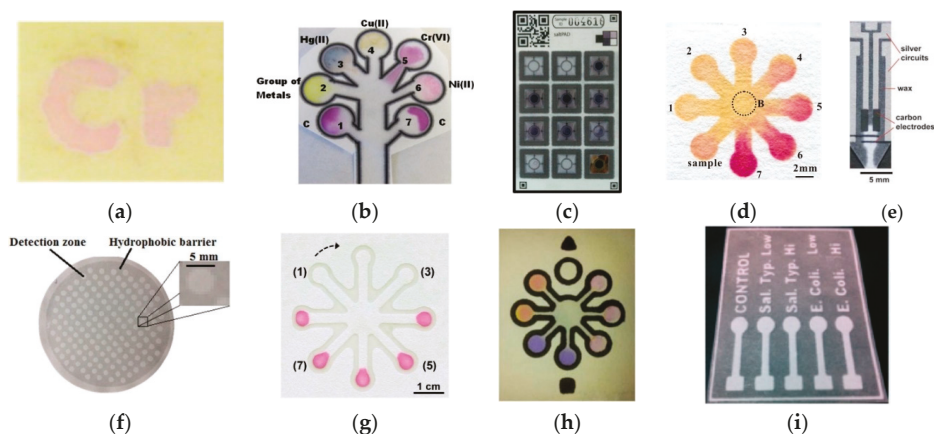 Cr
(a)
Cu(II)
Hg(II)
Cr(VI)
4
3
5
Group of
Metals
2
6
Ni(II)
C
1
7
C
(b)
00461
(c)
3
2
4
1
B
5
sample
6
7
2mm
(d)
silver
circuits
wax
carbon
electrodes
5 mm
(e)
Detection zone
Hydrophobic barrier
5 mm
(f)
(1)
(3)
(7)
(5)
1 cm
(g)
(h)
CONTROL
Sal. Typ. Low
Sal. Typ. Hi
E. Coli. Low
E. Coli. Hi
(i)